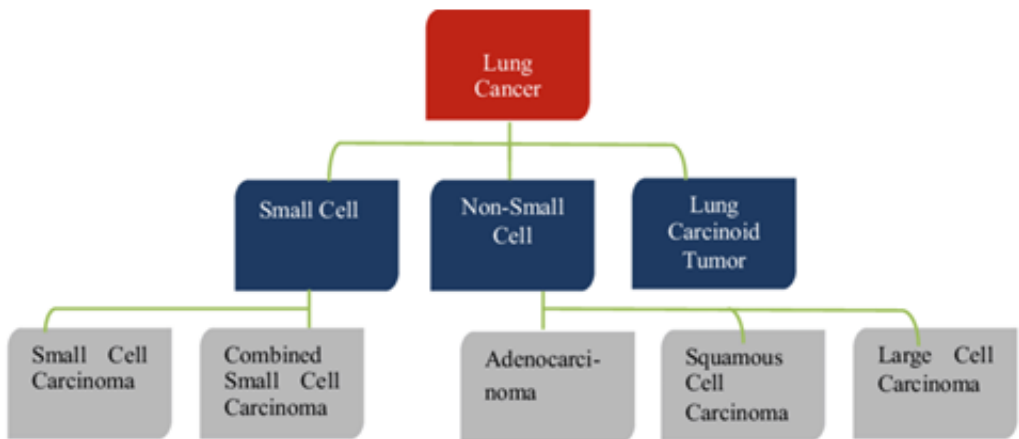 Lung
Cancer
Small Cell
Non-Small
Cell
Lung
Carcinoid
Tumor
Small Cell
Carcinoma
Combined
Small Cell
Carcinoma
Adenocarci-
noma
Squamous
Cell
Carcinoma
Large Cell
Carcinoma